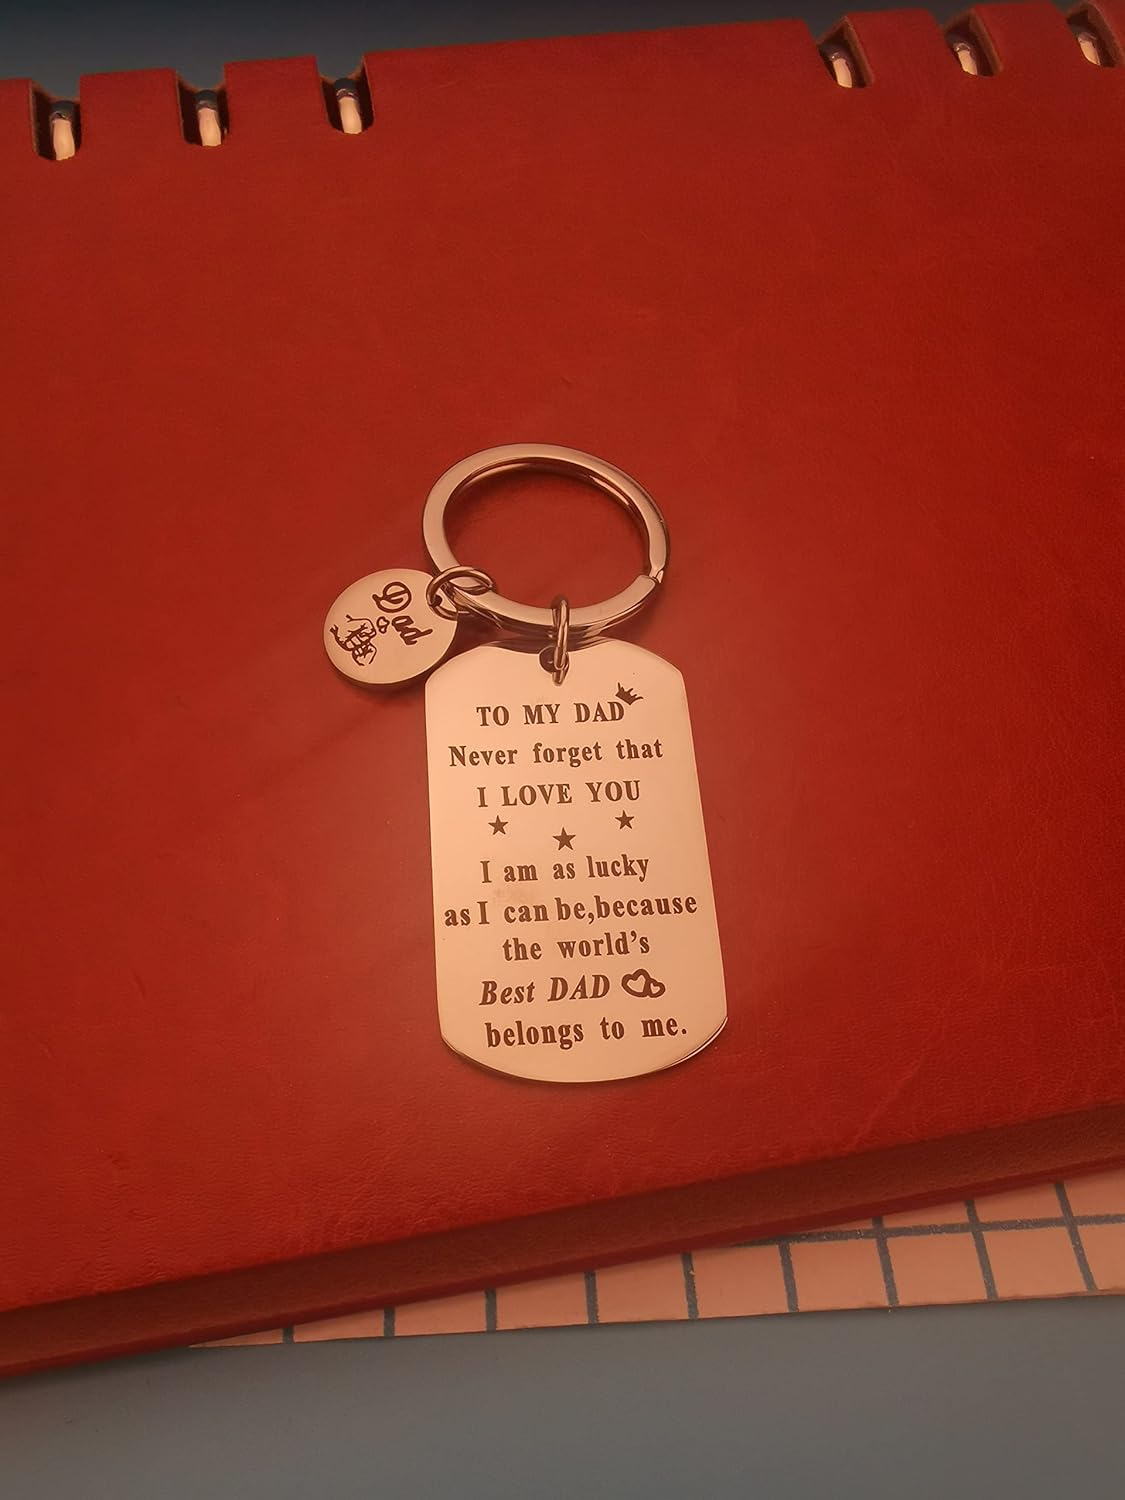 Dad
TO MY DAD
Never forget that
I LOVE YOU
I am as lucky
as I can be,because
the world's
Best DAD
belongs to me.